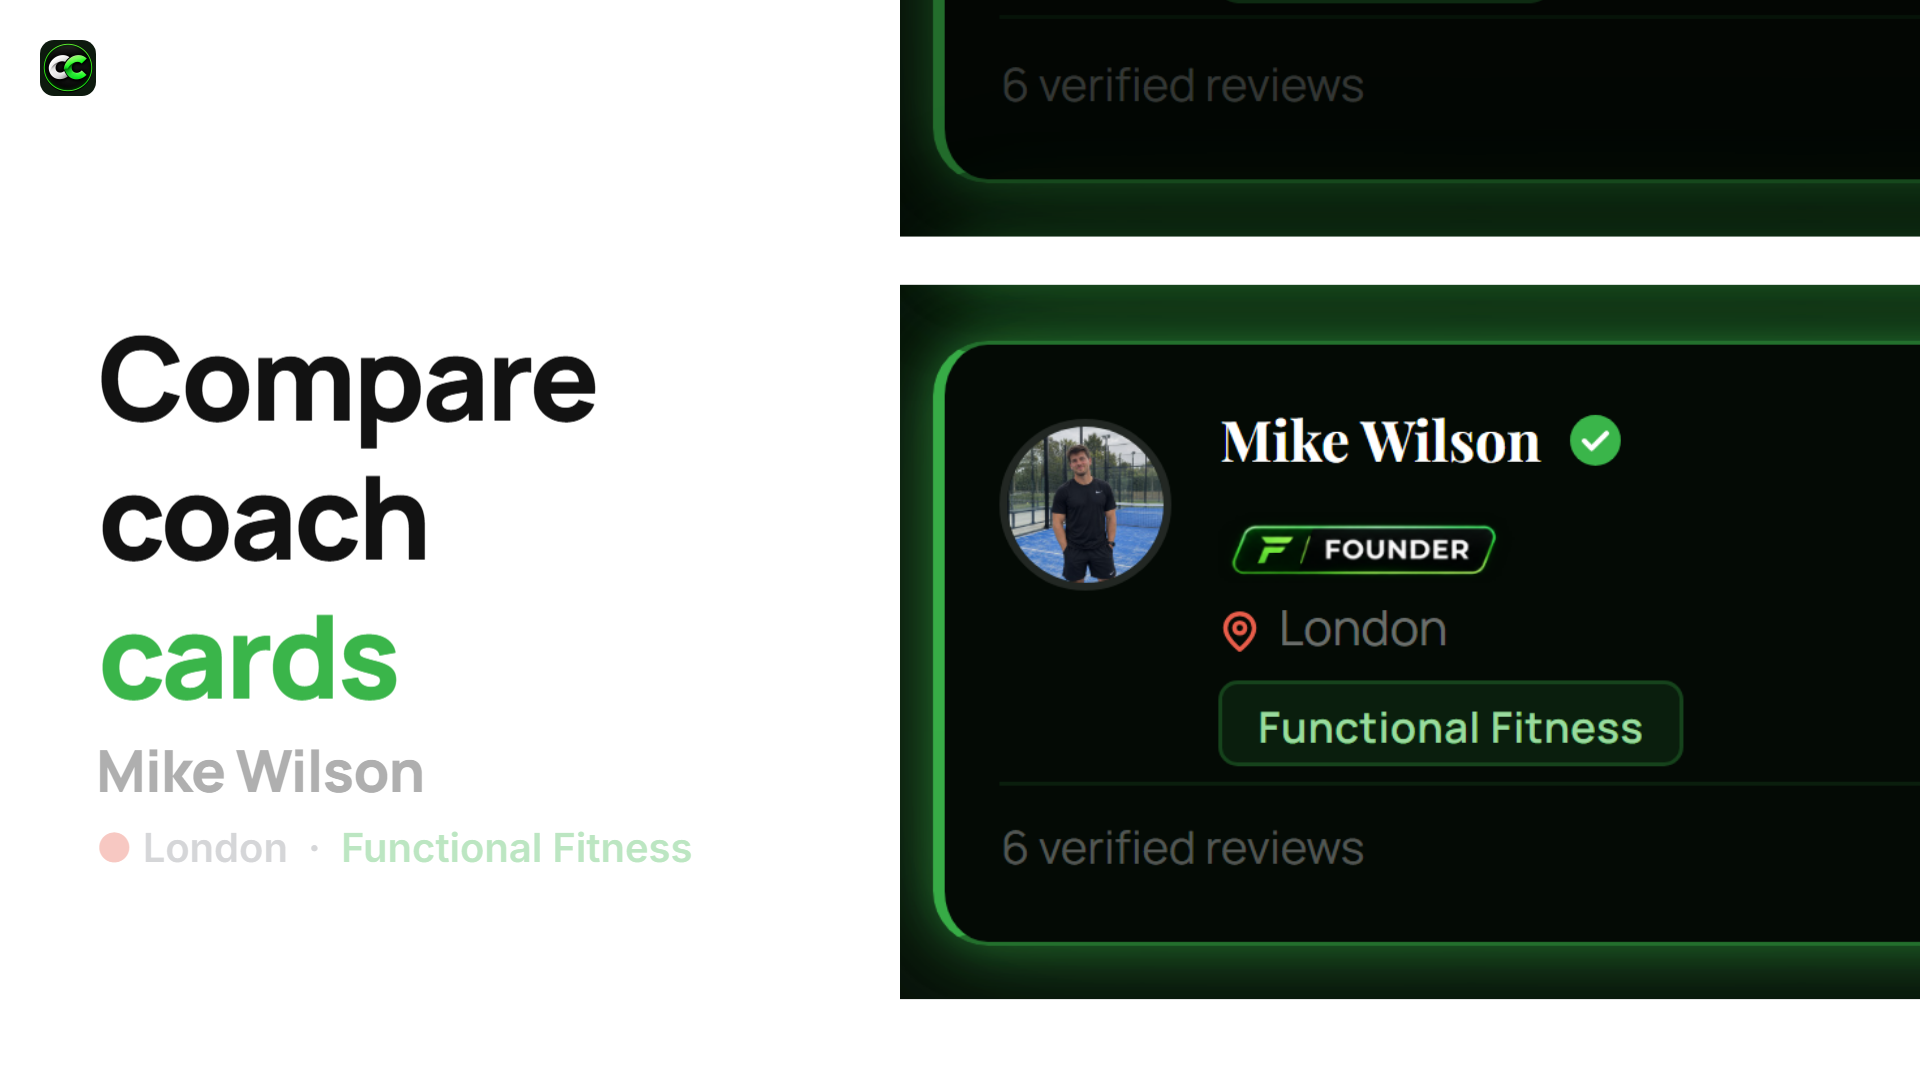 CC
Compare
coach
cards
Mike Wilson
London · Functional Fitness
6 verified reviews
Mike Wilson
F / FOUNDER
London
Functional Fitness
6 verified reviews